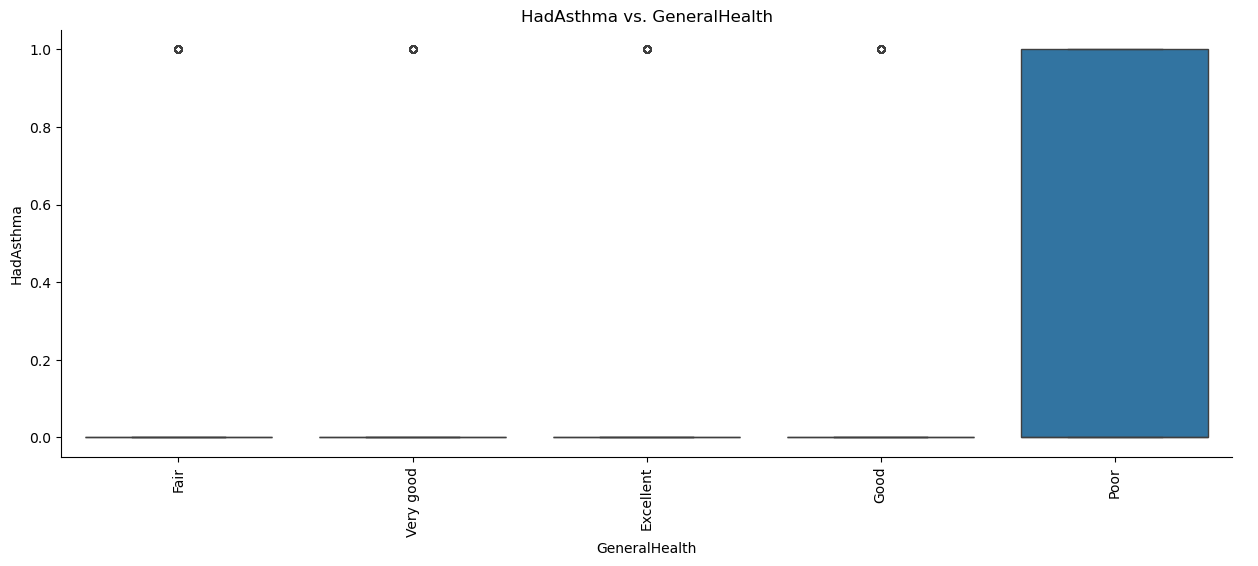 HadAsthma vs. GeneralHealth
1.0
0.8
0.6
0.4
0.2
0.0
HadAsthma
Fair
Very good
Excellent
Good
Poor
GeneralHealth